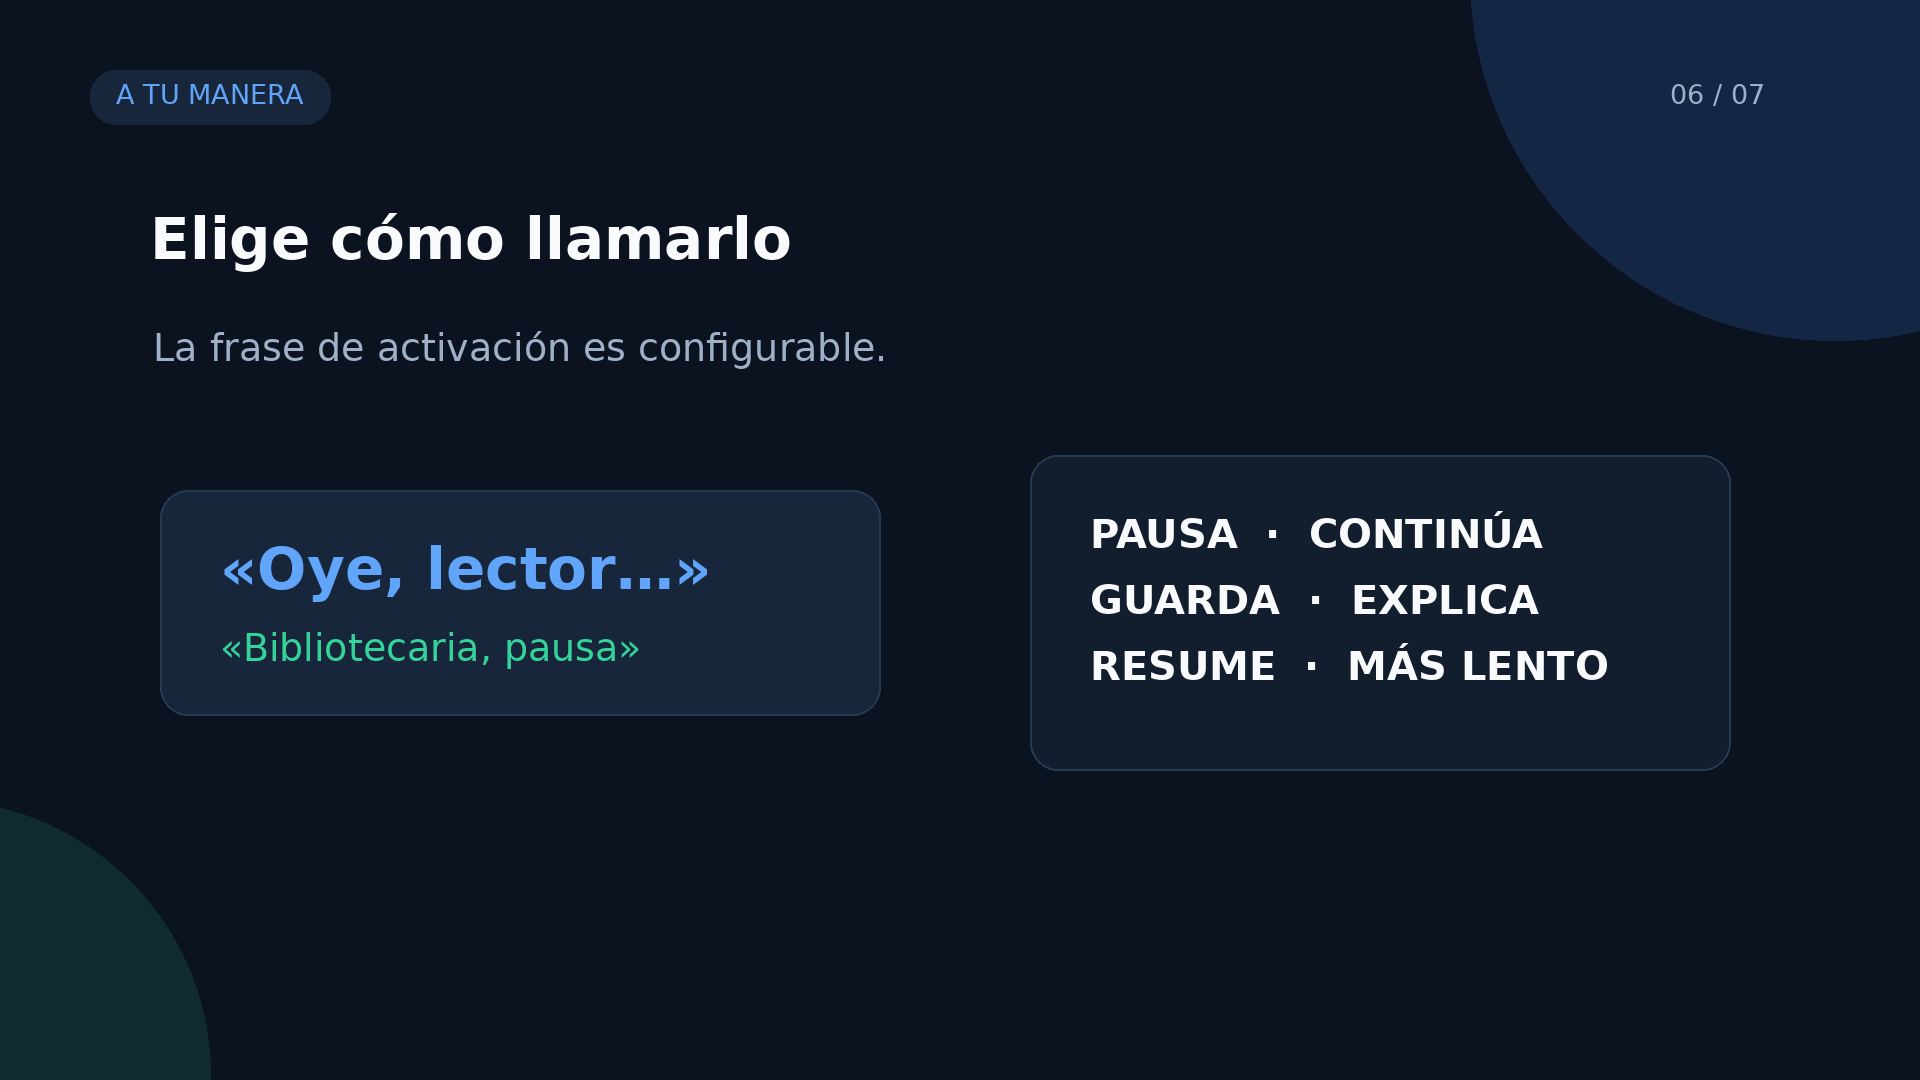 A TU MANERA
06 / 07
Elige cómo llamarlo
La frase de activación es configurable.
«Oye, lector…»
«Bibliotecaria, pausa»
PAUSA · CONTINÚA
GUARDA · EXPLICA
RESUME · MÁS LENTO